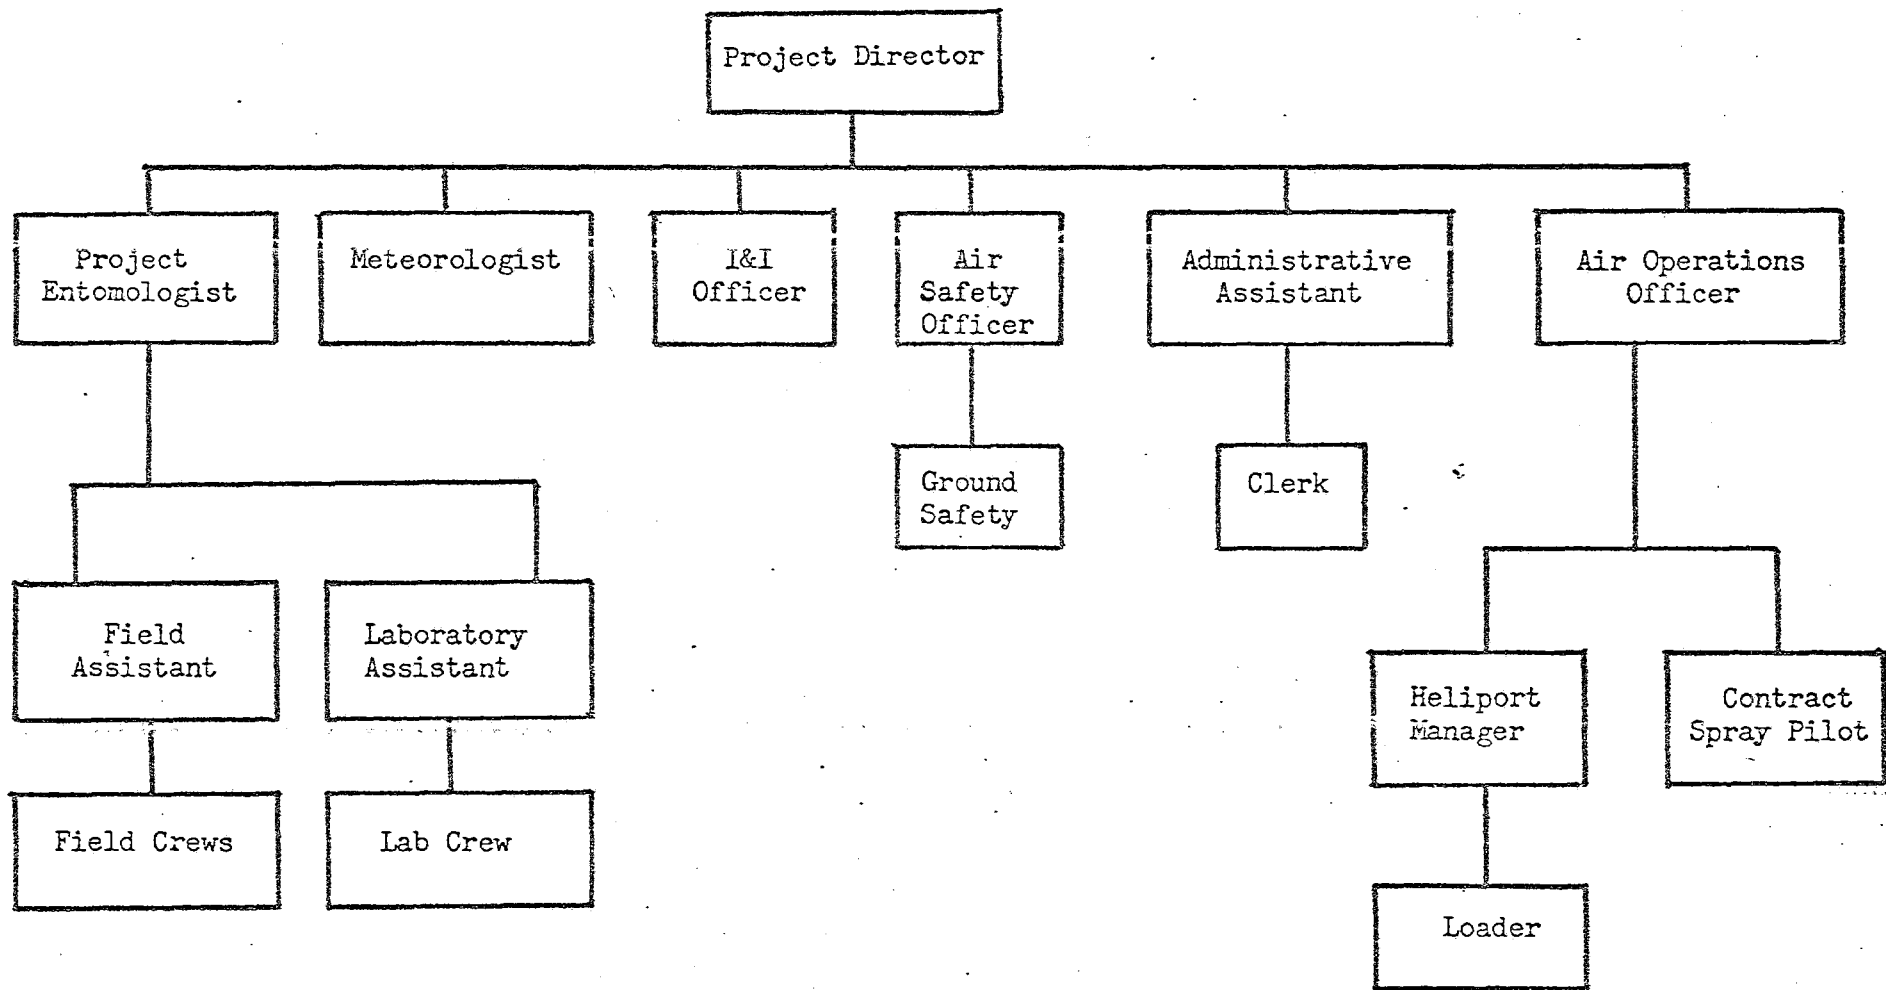 Project Director
Project
Entomologist
Meteorologist
I&I
Officer
Air
Safety
Officer
Administrative
Assistant
Air Operations
Officer
Ground
Safety
Clerk
Field
Assistant
Laboratory
Assistant
Heliport
Manager
Contract
Spray Pilot
Field Crews
Lab Crew
Loader